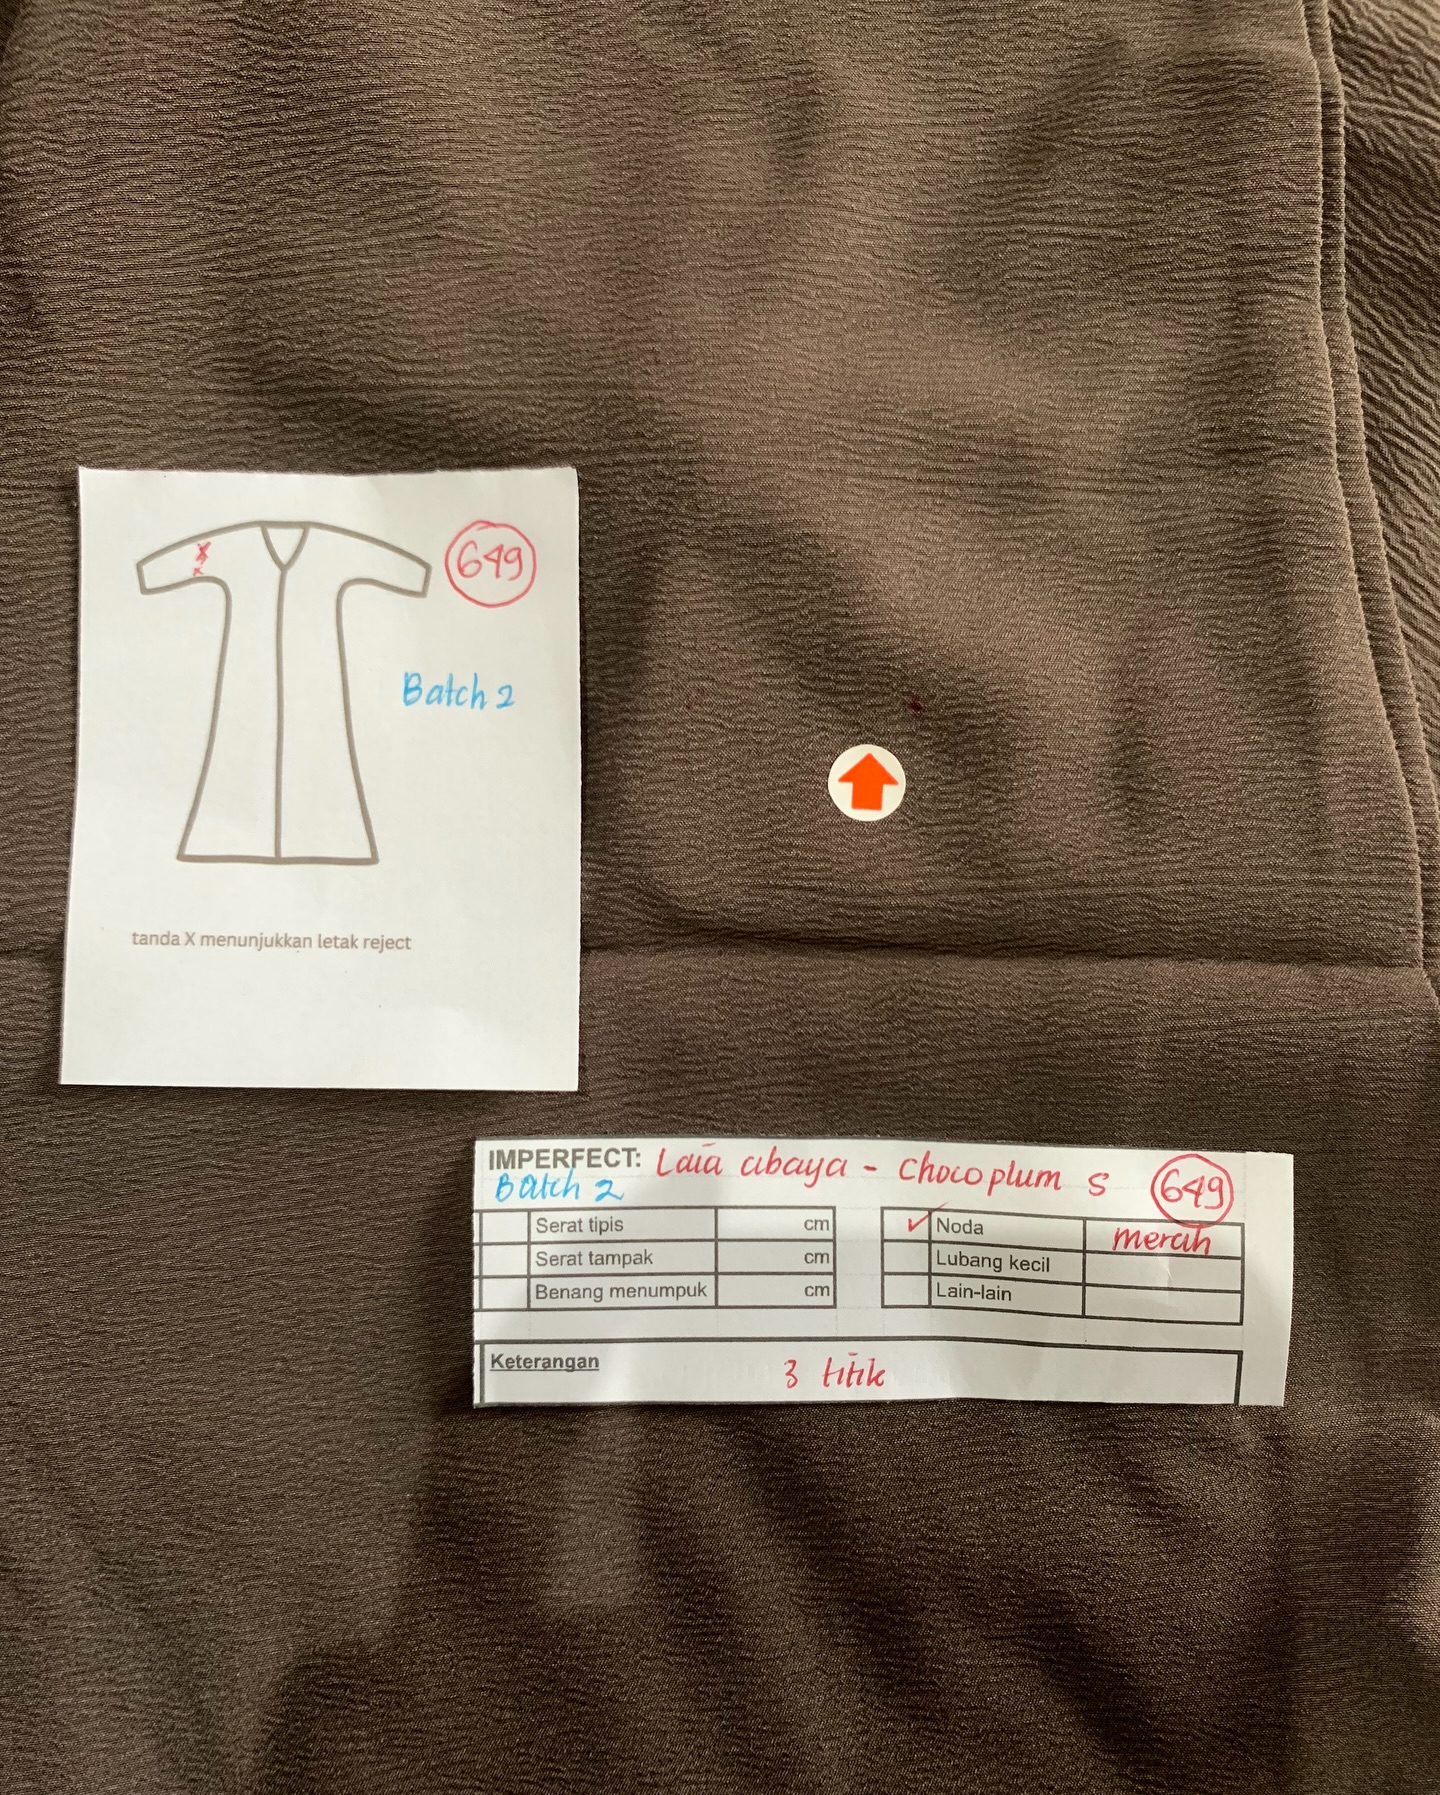 649
Batch 2
tanda X menunjukkan letak reject
IMPERFECT: Laia abaya - Chocoplum S 649
Batch 2
Serat tipis cm Noda merah
Serat tampak cm Lubang kecil
Benang menumpuk cm Lain-lain
Keterangan 3 titik